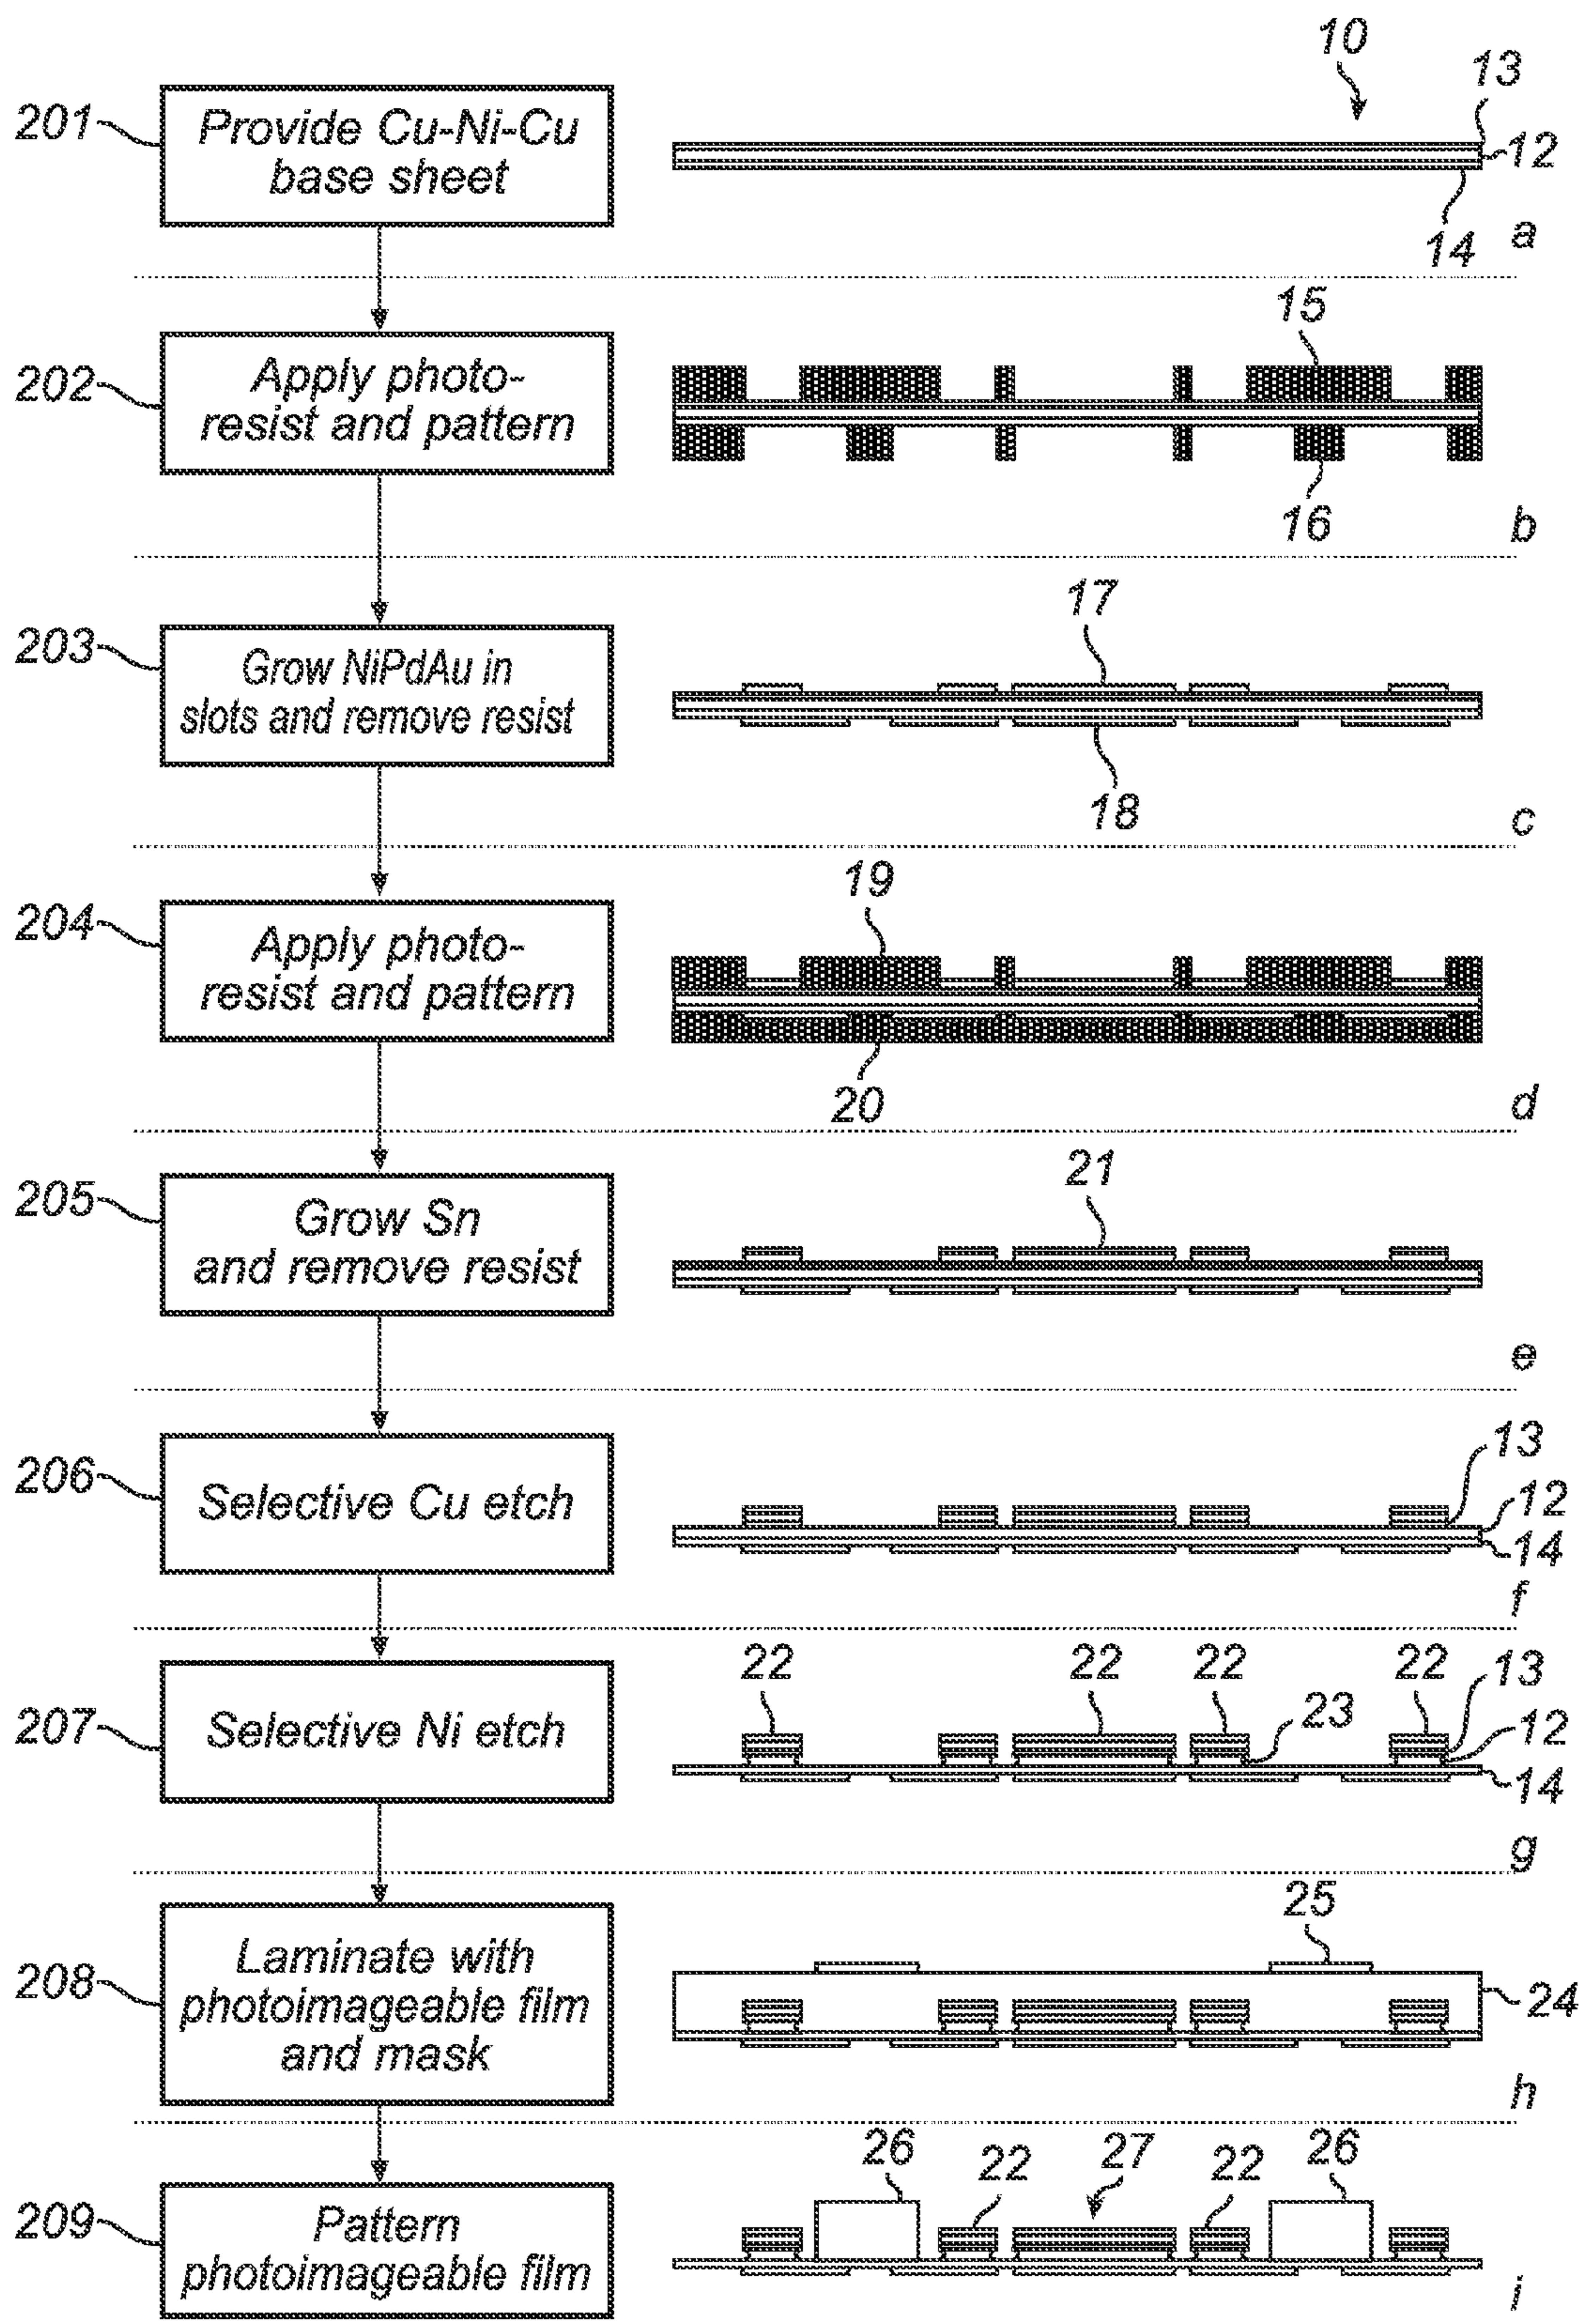 10
13
201
Provide Cu-Ni-Cu
base sheet
12
14
a
15
202
Apply photo-
resist and pattern
16
b
17
203
Grow NiPdAu in
slots and remove resist
18
c
19
204
Apply photo-
resist and pattern
20
d
21
205
Grow Sn
and remove resist
e
206
Selective Cu etch
13
12
14
f
22
22
22
22
13
207
Selective Ni etch
23
12
14
g
25
208
Laminate with
photoimageable film
and mask
24
h
26
22
27
22
26
209
Pattern
photoimageable film
i